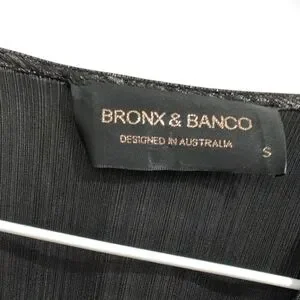 BRONX & BANCO
DESIGNED IN AUSTRALIA
S